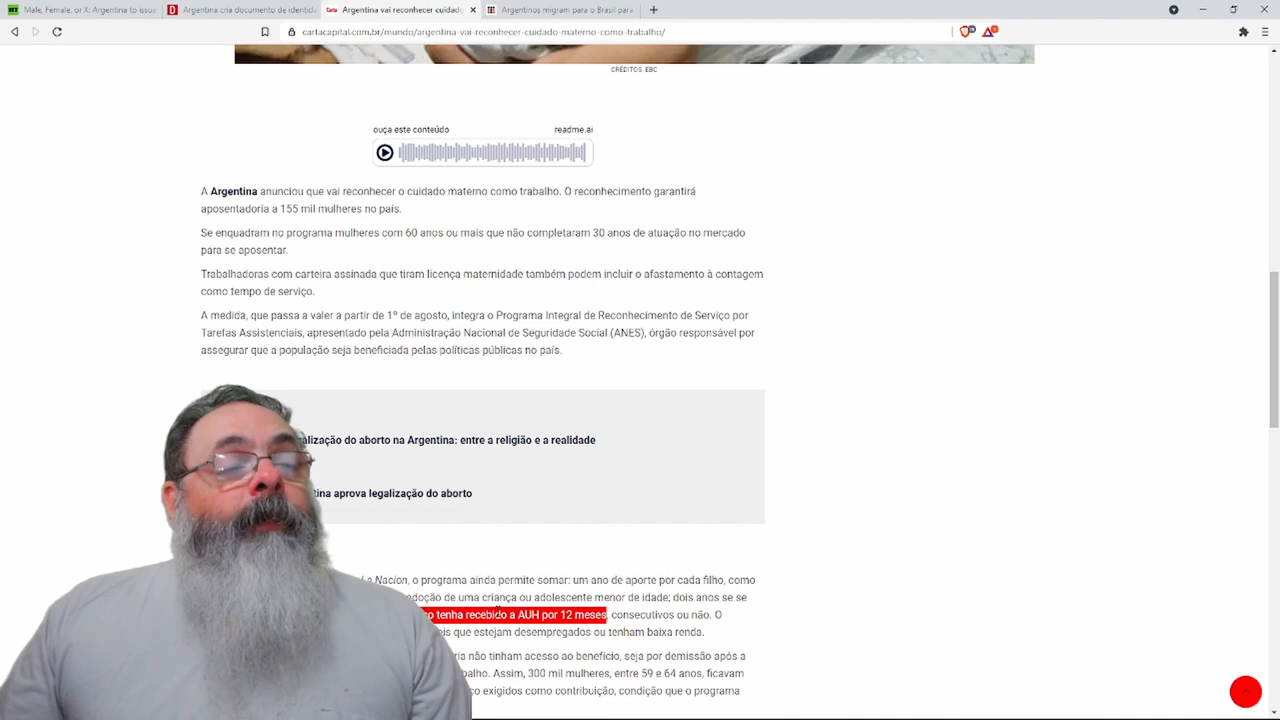 Male, Female, or X: Argentina to issu
Argentina cria documento de identid
Carta Argentina vai reconhecer cuidado
Argentinos migram para o Brasil para
cartacapital.com.br/mundo/argentina-vai-reconhecer-cuidado-materno-como-trabalho/
CRÉDITOS: EBC
ouça este conteúdo readme.ai
A Argentina anunciou que vai reconhecer o cuidado materno como trabalho. O reconhecimento garantirá
aposentadoria a 155 mil mulheres no país.
Se enquadram no programa mulheres com 60 anos ou mais que não completaram 30 anos de atuação no mercado
para se aposentar.
Trabalhadoras com carteira assinada que tiram licença maternidade também podem incluir o afastamento à contagem
como tempo de serviço.
A medida, que passa a valer a partir de 1º de agosto, integra o Programa Integral de Reconhecimento de Serviço por
Tarefas Assistenciais, apresentado pela Administração Nacional de Seguridade Social (ANES), órgão responsável por
assegurar que a população seja beneficiada pelas políticas públicas no país.
alização do aborto na Argentina: entre a religião e a realidade
tina aprova legalização do aborto
Nacion, o programa ainda permite somar: um ano de aporte por cada filho, como
adoção de uma criança ou adolescente menor de idade; dois anos se se
so tenha recebido a AUH por 12 meses, consecutivos ou não. O
is que estejam desempregados ou tenham baixa renda.
ria não tinham acesso ao benefício, seja por demissão após a
balho. Assim, 300 mil mulheres, entre 59 e 64 anos, ficavam
co exigidos como contribuição, condição que o programa